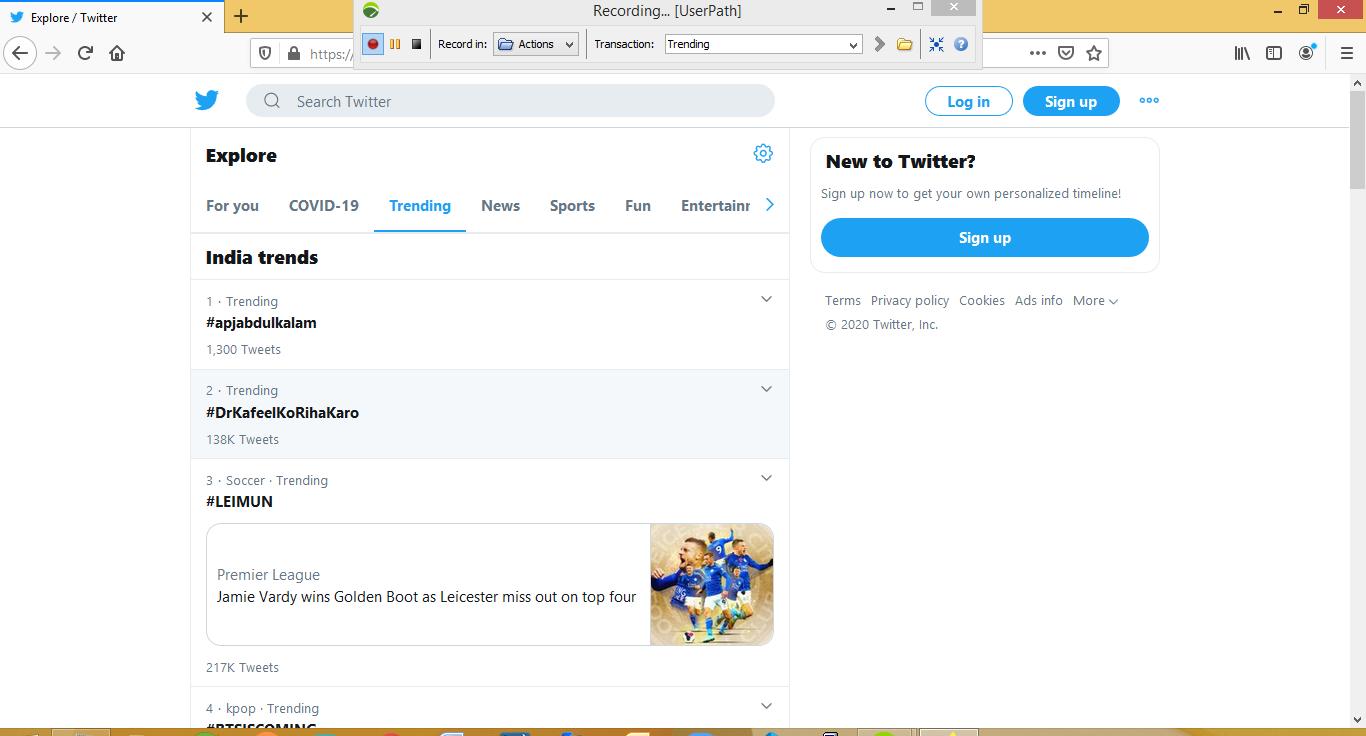 Explore / Twitter
Recording... [UserPath]
Record in: Actions Transaction: Trending
https:/
Search Twitter
Log in
Sign up
Explore
For you COVID-19 Trending News Sports Fun Entertain
India trends
1 · Trending
#apjabdulkalam
1,300 Tweets
2 · Trending
#DrKafeelKoRihaKaro
138K Tweets
3 · Soccer · Trending
#LEIMUN
Premier League
Jamie Vardy wins Golden Boot as Leicester miss out on top four
217K Tweets
4 · kpop · Trending
#BTSISCOMING
New to Twitter?
Sign up now to get your own personalized timeline!
Sign up
Terms Privacy policy Cookies Ads info More
© 2020 Twitter, Inc.